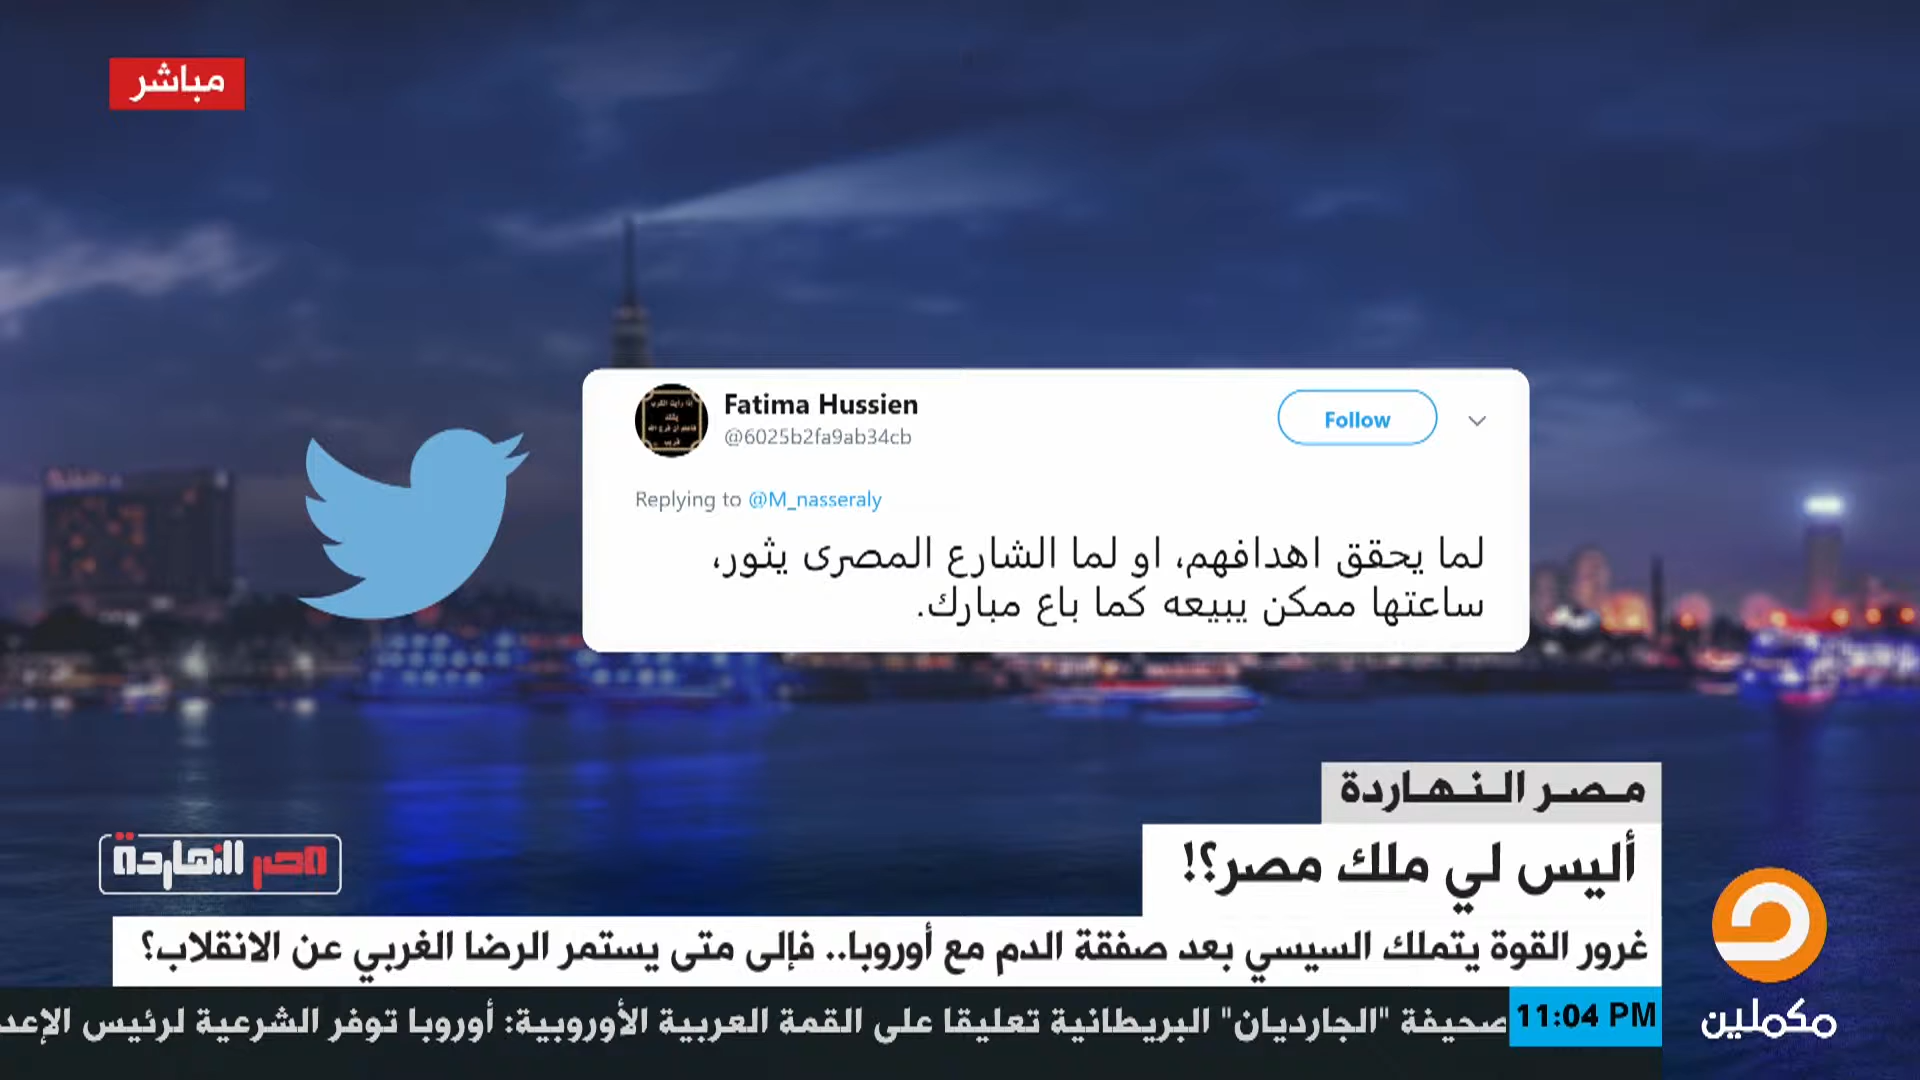 مباشر
Fatima Hussien
@6025b2fa9ab34cb
Follow
Replying to @M_nasseraly
لما يحقق اهدافهم، او لما الشارع المصرى يثور،
ساعتها ممكن يبيعه كما باع مبارك.
مصر النهاردة
أليس لي ملك مصر؟!
مصر النهاردة
غرور القوة يتملك السيسي بعد صفقة الدم مع أوروبا.. فإلى متى يستمر الرضا الغربي عن الانقلاب؟
11:04 PM
صحيفة "الجارديان" البريطانية تعليقا على القمة العربية الأوروبية: أوروبا توفر الشرعية لرئيس
مكملين